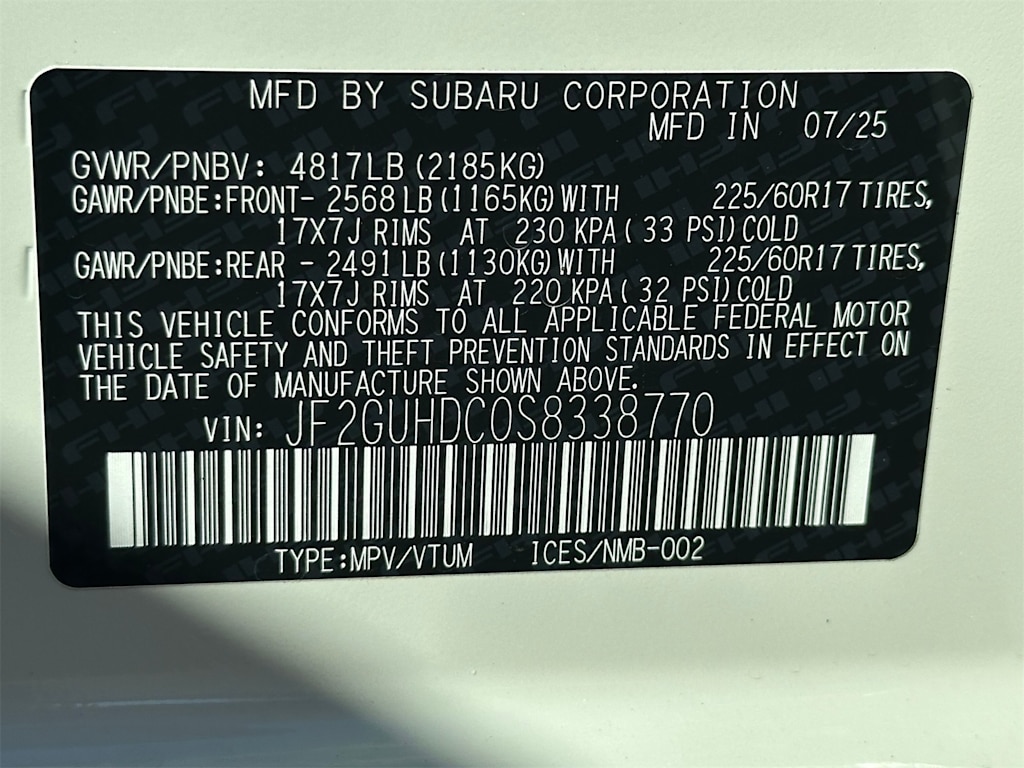 MFD BY SUBARU CORPORATION
MFD IN 07/25
GVWR/PNBV: 4817LB(2185KG)
GAWR/PNBE:FRONT- 2568LB(1165KG)WITH 225/60R17 TIRES,
17X7J RIMS AT 230 KPA( 33 PSI)COLD
GAWR/PNBE:REAR - 2491LB(1130KG)WITH 225/60R17 TIRES,
17X7J RIMS AT 220 KPA( 32 PSI)COLD
THIS VEHICLE CONFORMS TO ALL APPLICABLE FEDERAL MOTOR
VEHICLE SAFETY AND THEFT PREVENTION STANDARDS IN EFFECT ON
THE DATE OF MANUFACTURE SHOWN ABOVE.
VIN: JF2GUHDC0S8338770
TYPE:MPV/VTUM ICES/NMB-002